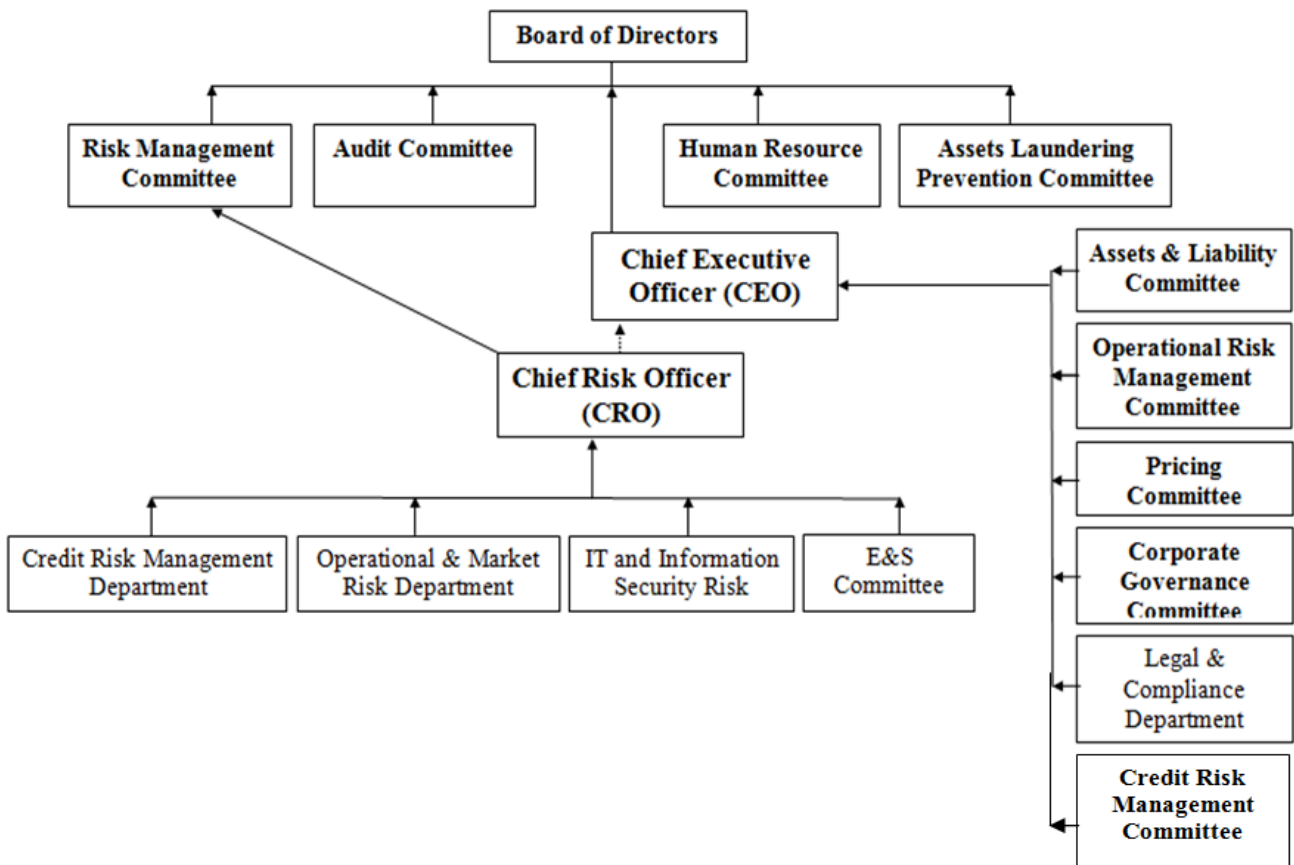 Board of Directors
Risk Management
Committee
Audit Committee
Human Resource
Committee
Assets Laundering
Prevention Committee
Chief Executive
Officer (CEO)
Assets & Liability
Committee
Operational Risk
Management
Committee
Chief Risk Officer
(CRO)
Pricing
Committee
Credit Risk Management
Department
Operational & Market
Risk Department
IT and Information
Security Risk
E&S
Committee
Corporate
Governance
Committee
Legal &
Compliance
Department
Credit Risk
Management
Committee